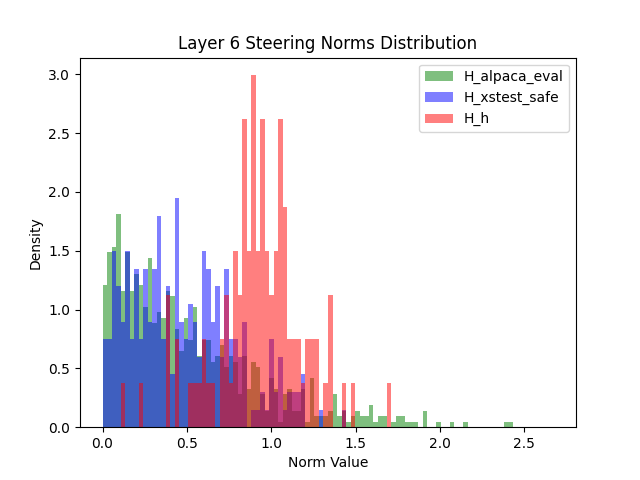 Layer 6 Steering Norms Distribution
H_alpaca_eval
H_xstest_safe
H_h
Density
3.0
2.5
2.0
1.5
1.0
0.5
0.0
0.0 0.5 1.0 1.5 2.0 2.5
Norm Value